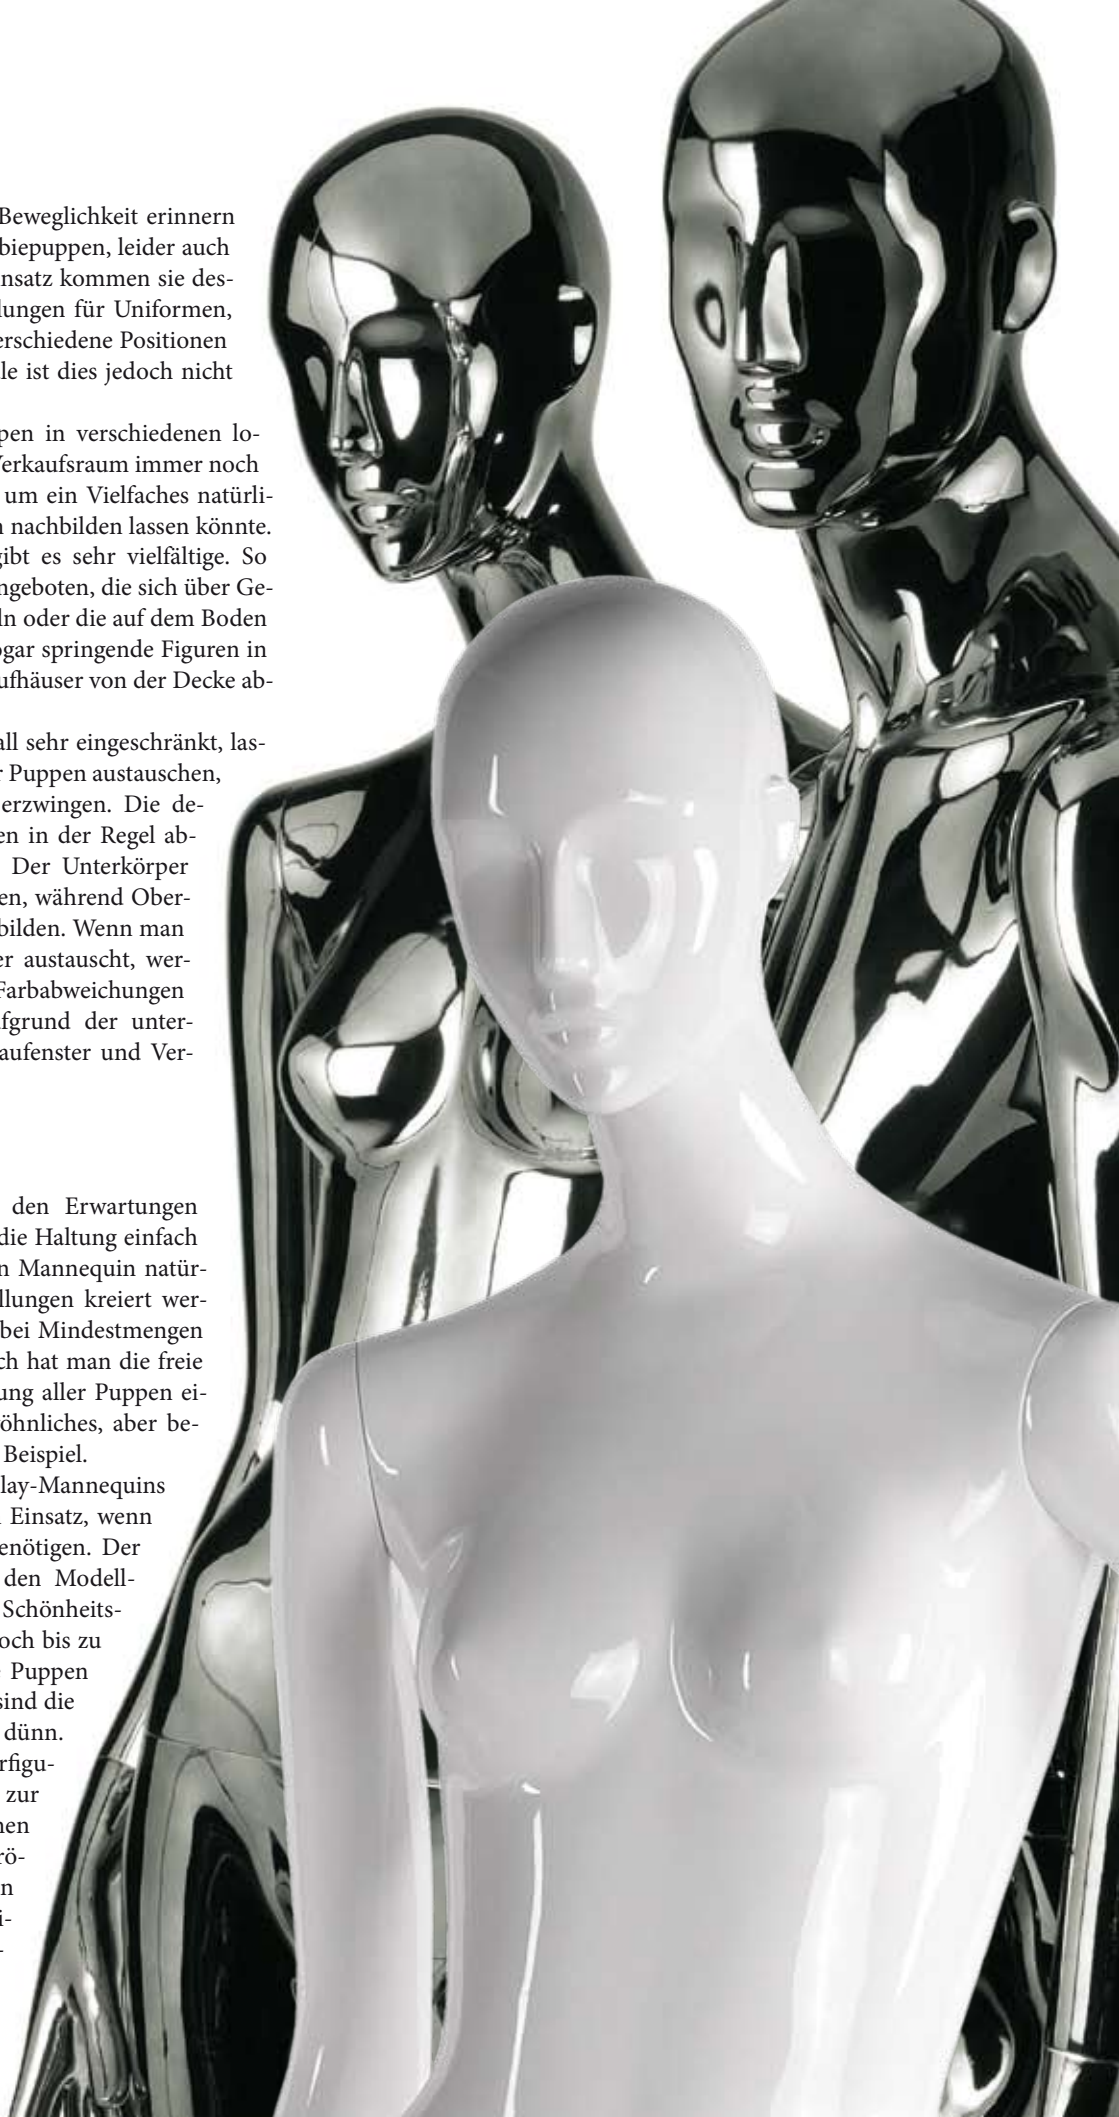 Beweglichkeit erinnern
biepuppen, leider auch
nsatz kommen sie des-
lungen für Uniformen,
erschiedene Positionen
le ist dies jedoch nicht
pen in verschiedenen lo-
Verkaufsraum immer noch
um ein Vielfaches natürli-
n nachbilden lassen könnte.
gibt es sehr vielfältige. So
ngeboten, die sich über Ge-
ln oder die auf dem Boden
ogar springende Figuren in
ufhäuser von der Decke ab-
all sehr eingeschränkt, las-
r Puppen austauschen,
erzwingen. Die de-
en in der Regel ab-
Der Unterkörper
en, während Ober-
bilden. Wenn man
er austauscht, wer-
Farbabweichungen
fgrund der unter-
aufenster und Ver-
den Erwartungen
die Haltung einfach
n Mannequin natür-
llungen kreiert wer-
bei Mindestmengen
ch hat man die freie
ung aller Puppen ei-
öhnliches, aber be-
Beispiel.
lay-Mannequins
Einsatz, wenn
enötigen. Der
den Modell-
Schönheits-
och bis zu
Puppen
sind die
dünn.
rfigu-
zur
nen
rö-
n
i-
-